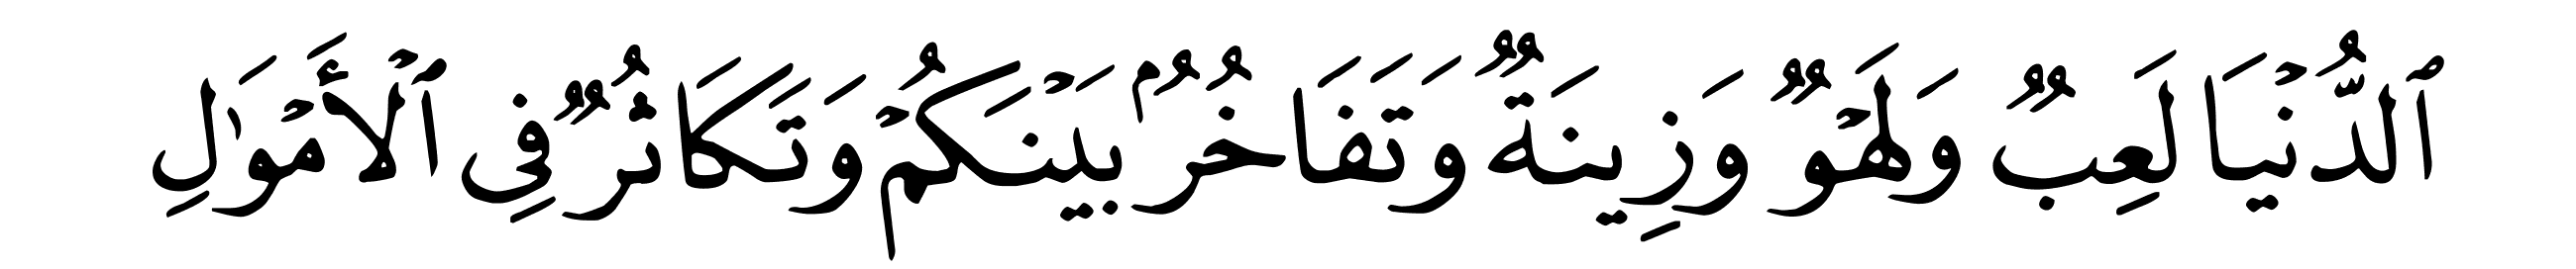 ٱلدُّنْيَا لَعِبٌ وَلَهْوٌ وَزِينَةٌ وَتَفَاخُرٌۢ بَيْنَكُمْ وَتَكَاثُرٌ فِى ٱلْأَمْوَٰلِ